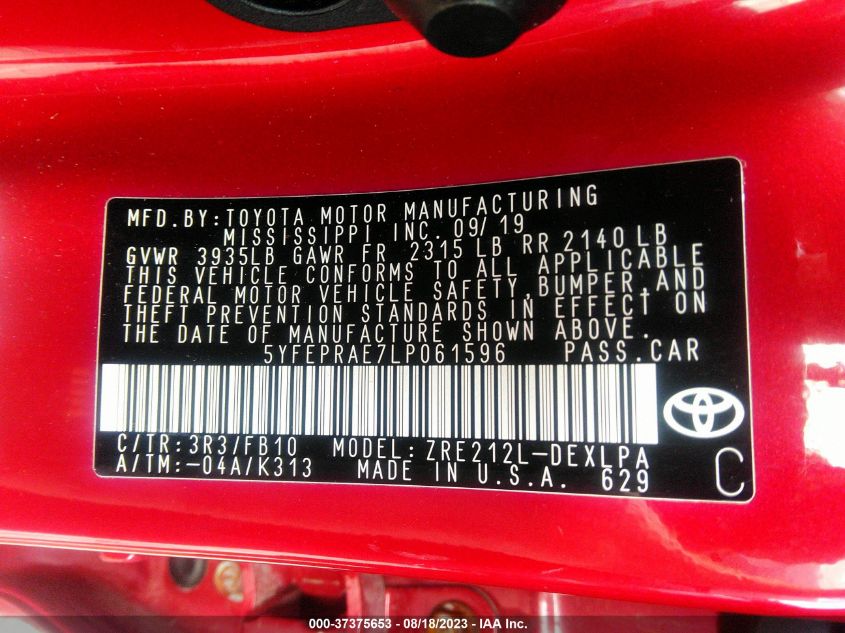 MFD.BY:TOYOTA MOTOR MANUFACTURING
MISSISSIPPI INC. 09/19
GVWR 3935LB GAWR FR 2315 LB RR 2140 LB
THIS VEHICLE CONFORMS TO ALL APPLICABLE
FEDERAL MOTOR VEHICLE SAFETY,BUMPER,AND
THEFT PREVENTION STANDARDS IN EFFECT ON
THE DATE OF MANUFACTURE SHOWN ABOVE.
5YFEPRAE7LP061596 PASS.CAR
C/TR:3R3/FB10 MODEL:ZRE212L-DEXLPA
A/TM:-04A/K313 MADE IN U.S.A. 629 C
000-37375653 - 08/18/2023 - IAA Inc.